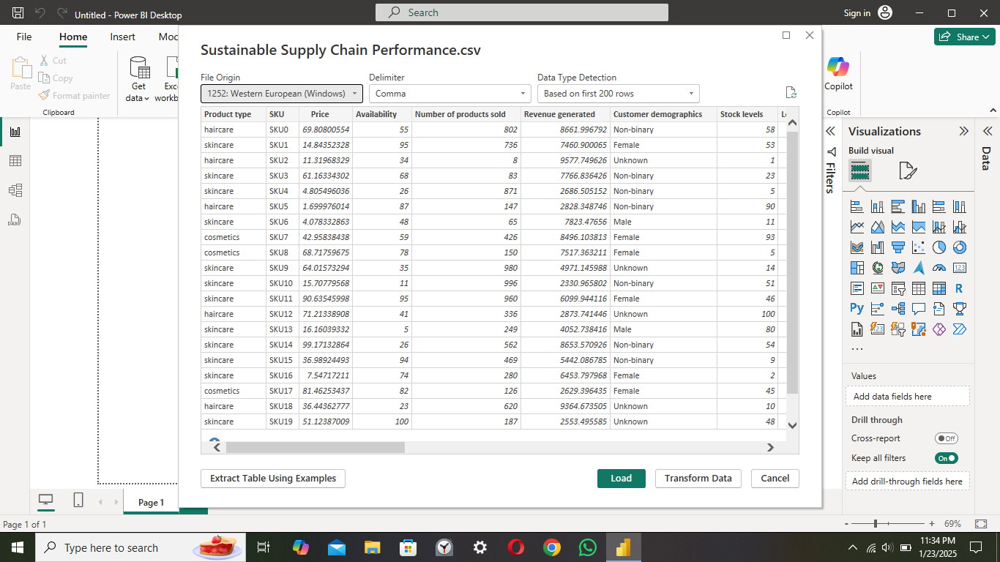 Untitled - Power BI Desktop
Search
Sign in
File Home Insert Mod
Share
Paste
Cut
Copy
Format painter
Clipboard
Get data
Exce workb
Copilot
Copilot
Sustainable Supply Chain Performance.csv
File Origin Delimiter Data Type Detection
1252: Western European (Windows) Comma Based on first 200 rows
Product type SKU Price Availability Number of products sold Revenue generated Customer demographics Stock levels
haircare SKU0 69.80800554 55 802 8661.996792 Non-binary 58
skincare SKU1 14.84352328 95 736 7460.900065 Female 53
haircare SKU2 11.31968329 34 8 9577.749626 Unknown 1
skincare SKU3 61.16334302 68 83 7766.836426 Non-binary 23
skincare SKU4 4.805496036 26 871 2686.505152 Non-binary 5
haircare SKU5 1.699976014 87 147 2828.348746 Non-binary 90
skincare SKU6 4.078332863 48 65 7823.47656 Male 11
cosmetics SKU7 42.95838438 59 426 8496.103813 Female 93
cosmetics SKU8 68.71759675 78 150 7517.363211 Female 5
skincare SKU9 64.01573294 35 980 4971.145988 Unknown 14
skincare SKU10 15.70779568 11 996 2330.965802 Non-binary 51
skincare SKU11 90.63545998 95 960 6099.944116 Female 46
haircare SKU12 71.21338908 41 336 2873.741446 Unknown 100
skincare SKU13 16.16039332 5 249 4052.738416 Male 80
skincare SKU14 99.17132864 26 562 8653.570926 Non-binary 54
skincare SKU15 36.98924493 94 469 5442.086785 Non-binary 9
skincare SKU16 7.54717211 74 280 6453.797968 Female 2
cosmetics SKU17 81.46253437 82 126 2629.396435 Female 45
haircare SKU18 36.44362777 23 620 9364.673505 Unknown 10
skincare SKU19 51.12387009 100 187 2553.495585 Unknown 48
Extract Table Using Examples
Load Transform Data Cancel
Filters
Visualizations
Build visual
123
R
Py
Values
Add data fields here
Drill through
Cross-report Off
Keep all filters On
Add drill-through fields here
Data
DAX
Page 1
Page 1 of 1
- + 69%
Type here to search
11:34 PM
1/23/2025